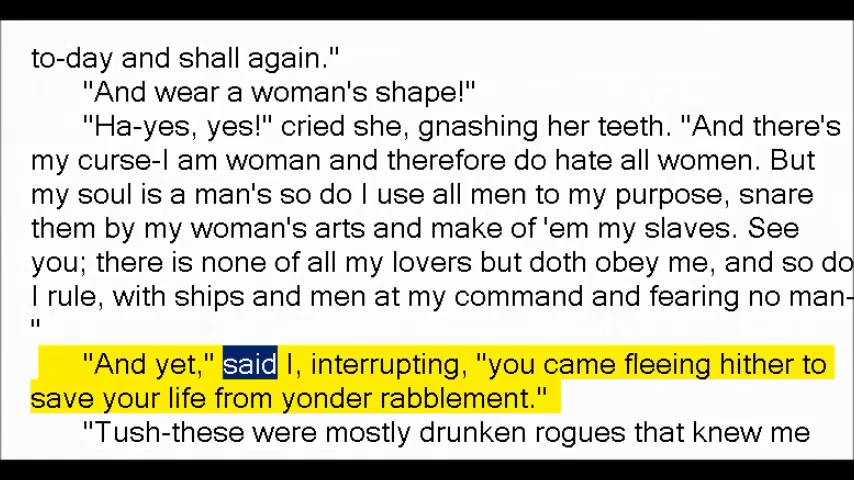 to-day and shall again."
"And wear a woman's shape!"
"Ha-yes, yes!" cried she, gnashing her teeth. "And there's
my curse-I am woman and therefore do hate all women. But
my soul is a man's so do I use all men to my purpose, snare
them by my woman's arts and make of 'em my slaves. See
you; there is none of all my lovers but doth obey me, and so do
I rule, with ships and men at my command and fearing no man-
"
"And yet," said I, interrupting, "you came fleeing hither to
save your life from yonder rabblement."
"Tush-these were mostly drunken rogues that knew me